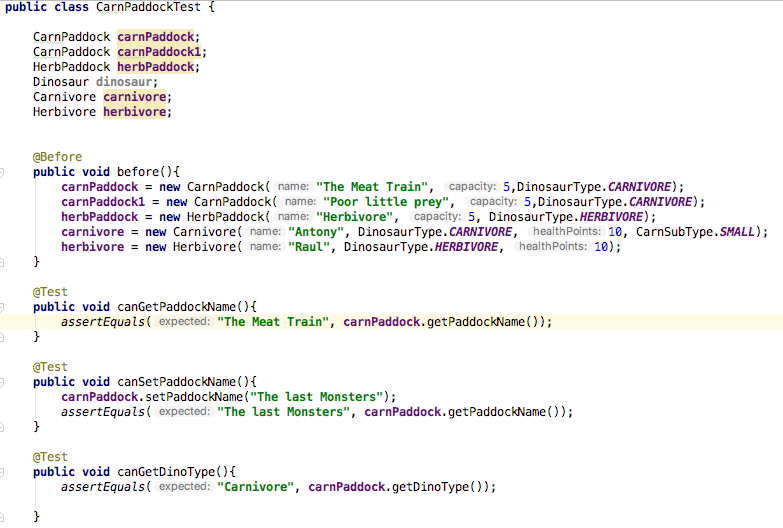 public class CarnPaddockTest {
CarnPaddock carnPaddock;
CarnPaddock carnPaddock1;
HerbPaddock herbPaddock;
Dinosaur dinosaur;
Carnivore carnivore;
Herbivore herbivore;
@Before
public void before(){
carnPaddock = new CarnPaddock( name: "The Meat Train", capacity: 5,DinosaurType.CARNIVORE);
carnPaddock1 = new CarnPaddock( name: "Poor little prey", capacity: 5,DinosaurType.CARNIVORE);
herbPaddock = new HerbPaddock( name: "Herbivore", capacity: 5, DinosaurType.HERBIVORE);
carnivore = new Carnivore( name: "Antony", DinosaurType.CARNIVORE, healthPoints: 10, CarnSubType.SMALL);
herbivore = new Herbivore( name: "Raul", DinosaurType.HERBIVORE, healthPoints: 10);
}
@Test
public void canGetPaddockName(){
assertEquals( expected: "The Meat Train", carnPaddock.getPaddockName());
}
@Test
public void canSetPaddockName(){
carnPaddock.setPaddockName("The last Monsters");
assertEquals( expected: "The last Monsters", carnPaddock.getPaddockName());
}
@Test
public void canGetDinoType(){
assertEquals( expected: "Carnivore", carnPaddock.getDinoType());
}